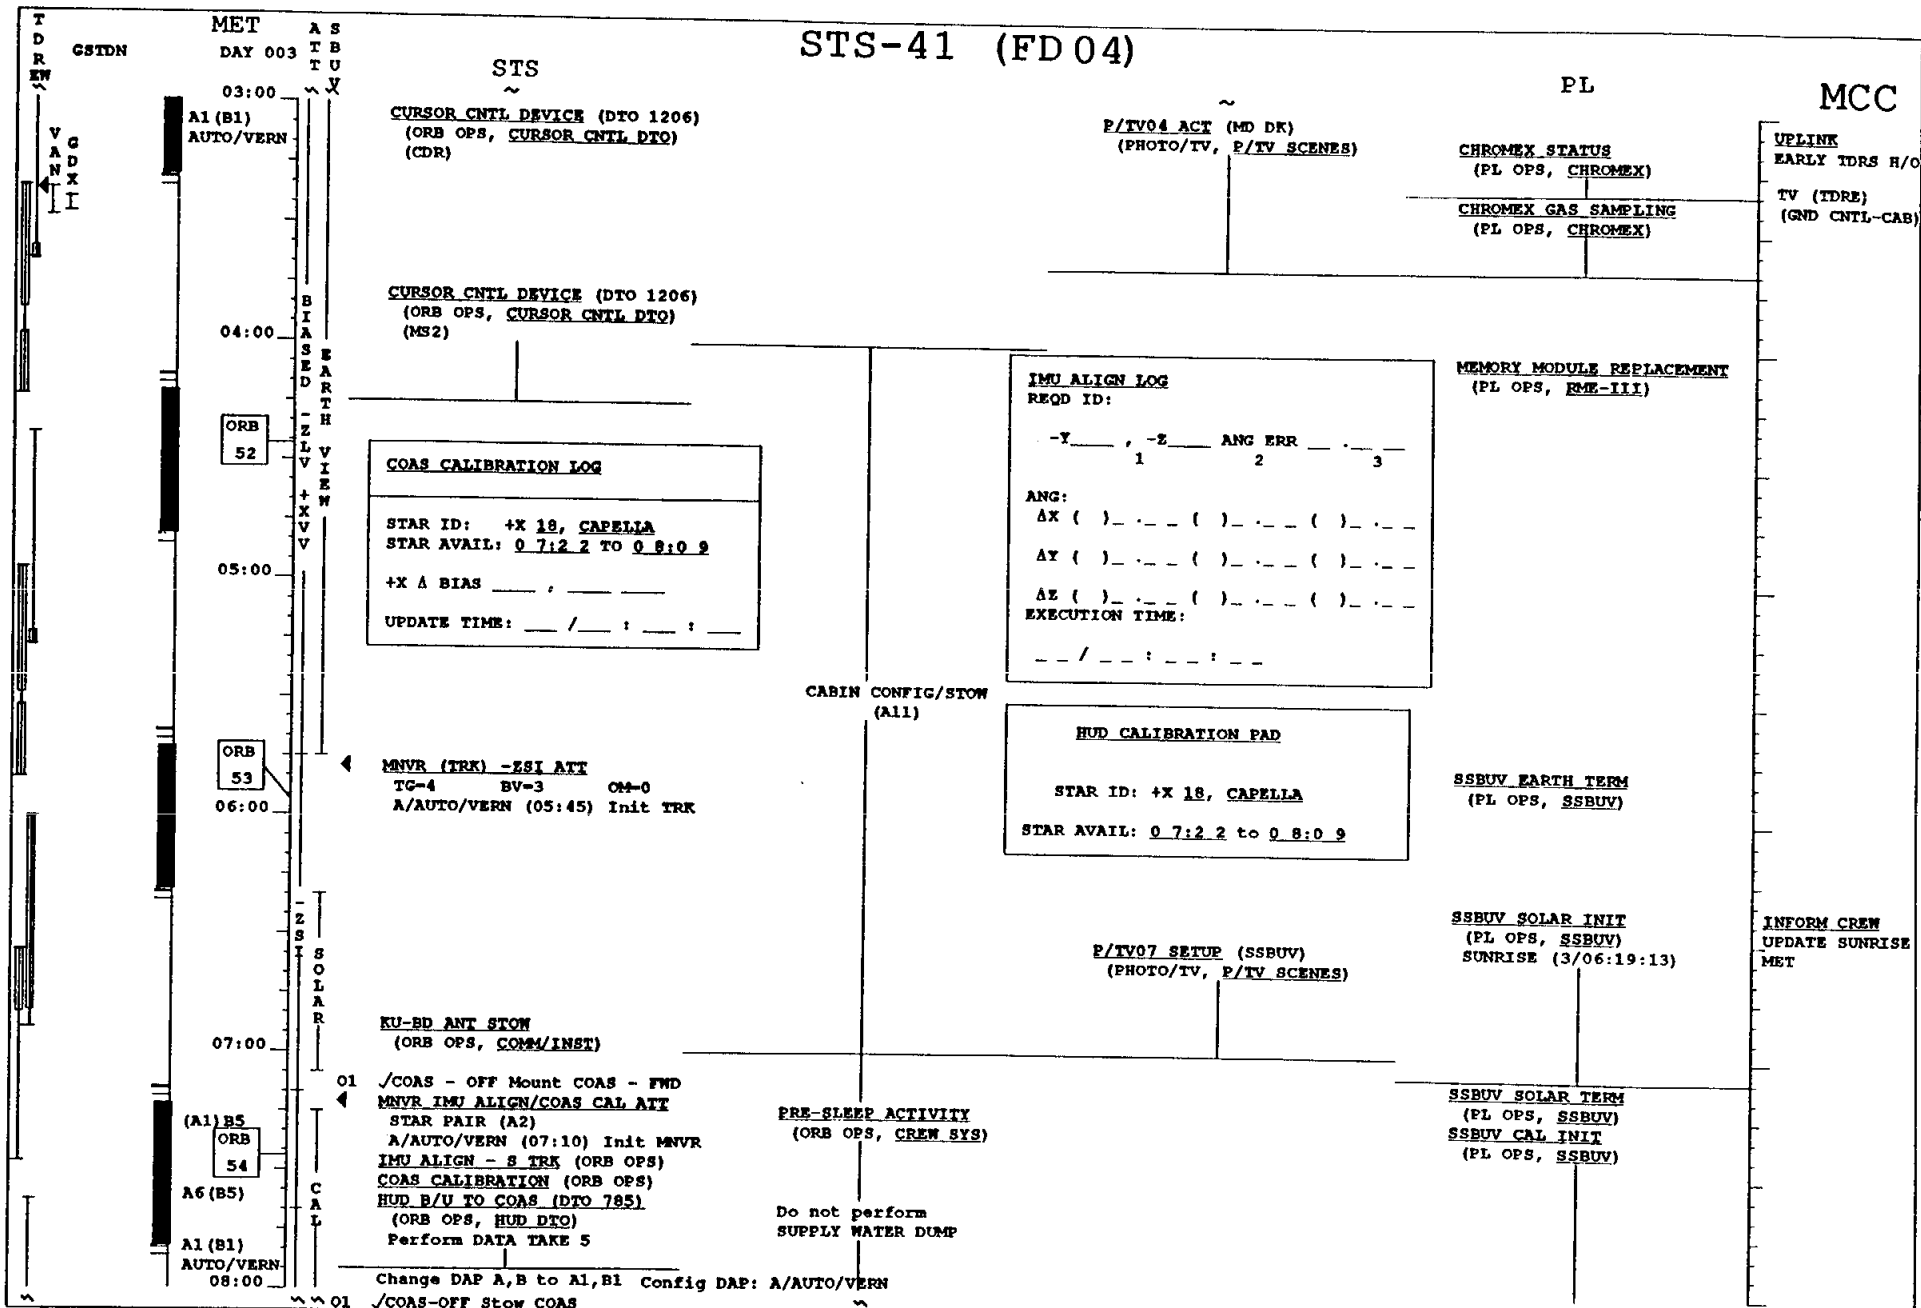 STS-41 (FD 04)
TDR
EW
GSTDN
MET
DAY 003
ATT
SBUV
STS
PL
MCC
03:00
A1(B1)
AUTO/VERN
VAN
GDX
CURSOR CNTL DEVICE (DTO 1206)
(ORB OPS, CURSOR CNTL DTO)
(CDR)
P/TV04 ACT (MD DK)
(PHOTO/TV, P/TV SCENES)
CHROMEX STATUS
(PL OPS, CHROMEX)
CHROMEX GAS SAMPLING
(PL OPS, CHROMEX)
UPLINK
EARLY TDRS H/O
TV (TDRE)
(GND CNTL-CAB)
BIASED -ZLV +XVV
EARTH VIEW
CURSOR CNTL DEVICE (DTO 1206)
(ORB OPS, CURSOR CNTL DTO)
(MS2)
04:00
ORB
52
COAS CALIBRATION LOG
STAR ID: +X 18, CAPELLA
STAR AVAIL: 0 7:2 2 TO 0 8:0 9
+X Δ BIAS ____ , ____ ____
UPDATE TIME: ___ /___ : ___ : ___
IMU ALIGN LOG
REQD ID:
-Y____ , -Z____ ANG ERR __ .__ __
1 2 3
ANG:
ΔX ( )_ ._ _ ( )_ ._ _ ( )_ ._ _
ΔY ( )_ ._ _ ( )_ ._ _ ( )_ ._ _
ΔZ ( )_ ._ _ ( )_ ._ _ ( )_ ._ _
EXECUTION TIME:
_ _ / _ _ : _ _ : _ _
MEMORY MODULE REPLACEMENT
(PL OPS, RME-III)
05:00
CABIN CONFIG/STOW
(All)
HUD CALIBRATION PAD
STAR ID: +X 18, CAPELLA
STAR AVAIL: 0 7:2 2 to 0 8:0 9
ORB
53
MNVR (TRK) -ZSI ATT
TG=4 BV=3 OM=0
A/AUTO/VERN (05:45) Init TRK
SSBUV EARTH TERM
(PL OPS, SSBUV)
06:00
-ZSI
SOLAR
P/TV07 SETUP (SSBUV)
(PHOTO/TV, P/TV SCENES)
SSBUV SOLAR INIT
(PL OPS, SSBUV)
SUNRISE (3/06:19:13)
INFORM CREW
UPDATE SUNRISE
MET
KU-BD ANT STOW
(ORB OPS, COMM/INST)
07:00
01 √COAS - OFF Mount COAS - FWD
MNVR IMU ALIGN/COAS CAL ATT
STAR PAIR (A2)
A/AUTO/VERN (07:10) Init MNVR
IMU ALIGN - S TRK (ORB OPS)
COAS CALIBRATION (ORB OPS)
HUD B/U TO COAS (DTO 785)
(ORB OPS, HUD DTO)
Perform DATA TAKE 5
(A1)B5
ORB
54
A6(B5)
CAL
A1(B1)
AUTO/VERN
PRE-SLEEP ACTIVITY
(ORB OPS, CREW SYS)
Do not perform
SUPPLY WATER DUMP
SSBUV SOLAR TERM
(PL OPS, SSBUV)
SSBUV CAL INIT
(PL OPS, SSBUV)
08:00
Change DAP A,B to A1,B1 Config DAP: A/AUTO/VERN
01 √COAS-OFF Stow COAS